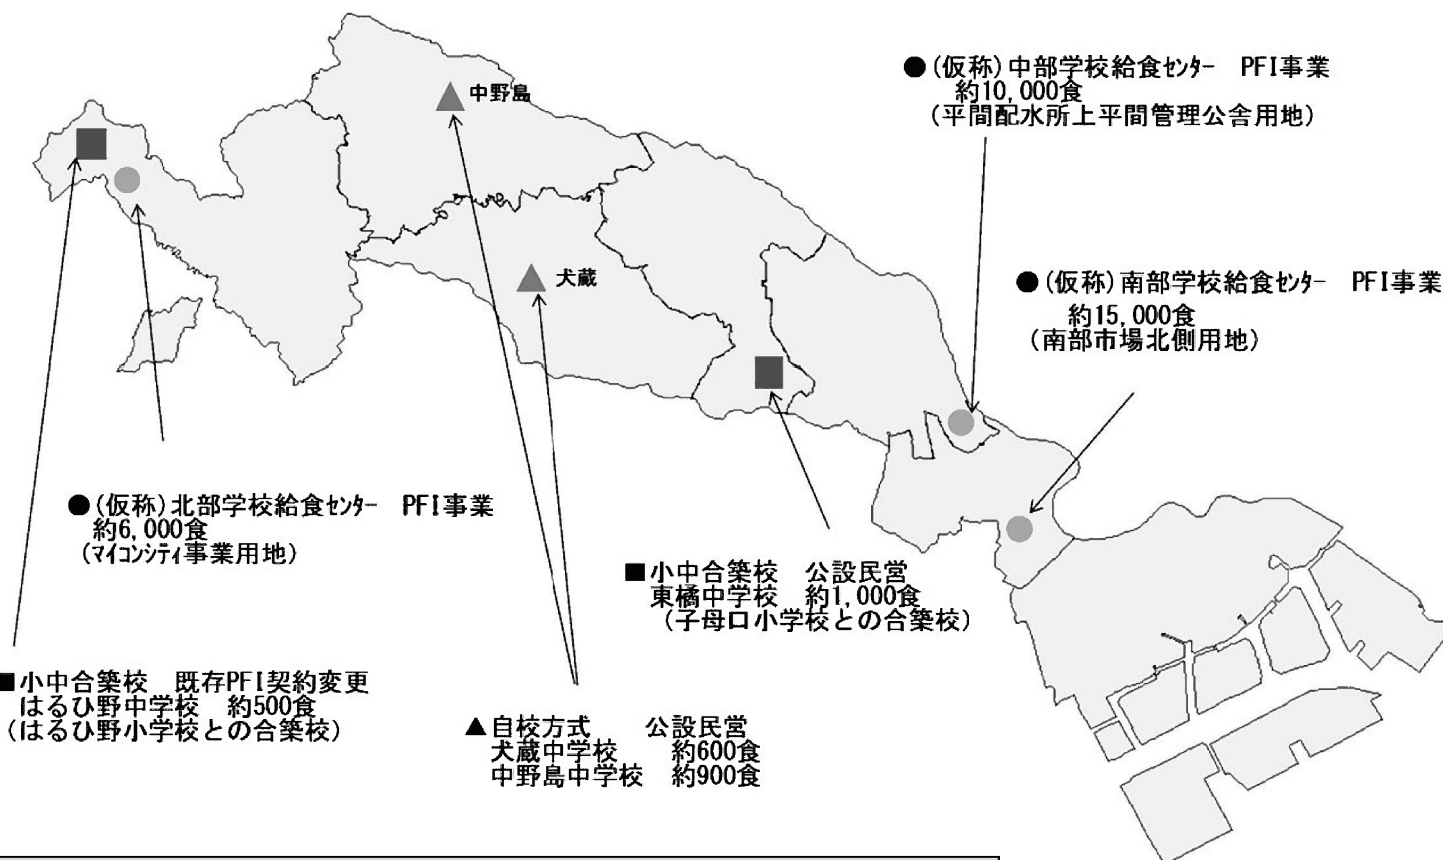 ●(仮称)中部学校給食ｾﾝﾀｰ　PFI事業
約10,000食
(平間配水所上平間管理公舎用地)
中野島
●(仮称)南部学校給食ｾﾝﾀｰ　PFI事業
約15,000食
(南部市場北側用地)
犬蔵
●(仮称)北部学校給食ｾﾝﾀｰ　PFI事業
約6,000食
(ﾏｲｺﾝｼﾃｨ事業用地)
■小中合築校　公設民営
東橘中学校　約1,000食
(子母口小学校との合築校)
■小中合築校　既存PFI契約変更
はるひ野中学校　約500食
(はるひ野小学校との合築校)
▲自校方式　　公設民営
犬蔵中学校　　約600食
中野島中学校　約900食